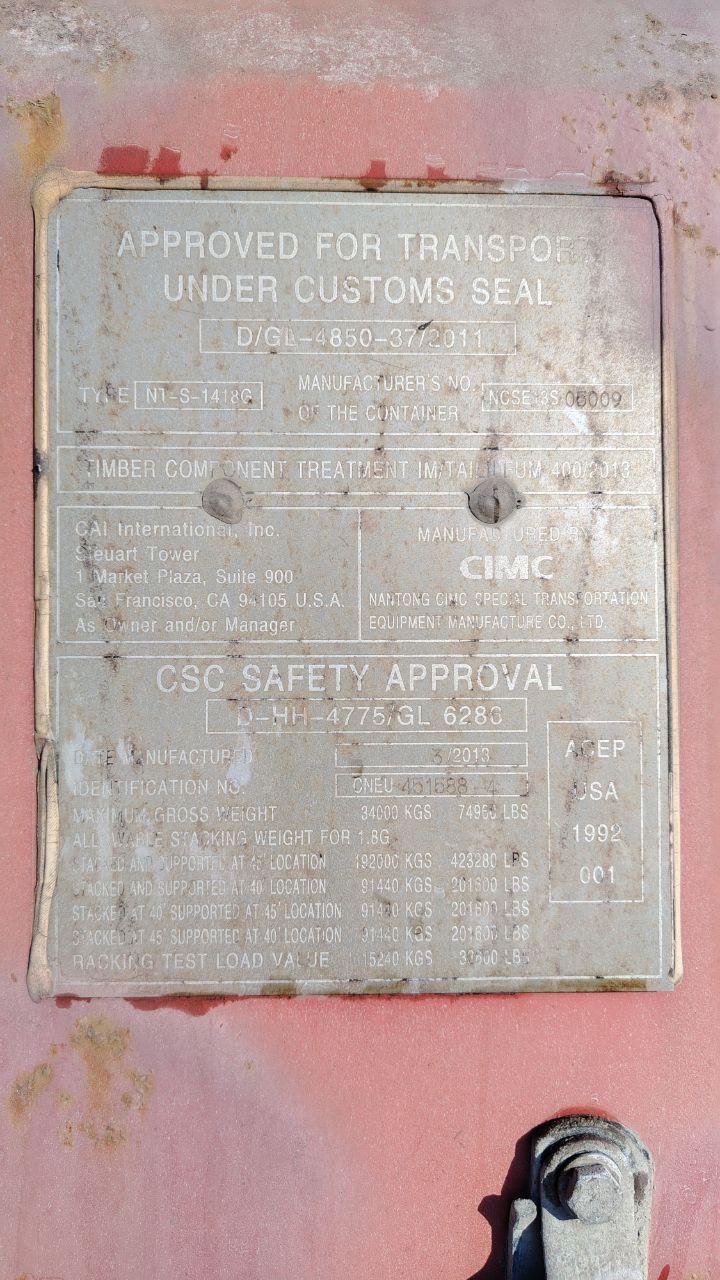 APPROVED FOR TRANSPORT
UNDER CUSTOMS SEAL
D/GL-4850-37/2011
TYPE NT-S-1418G
MANUFACTURER'S NO.
OF THE CONTAINER
06009
TIMBER COMPONENT TREATMENT IM/TAILILEUM 400/2013
CAI International, Inc.
Steuart Tower
1 Market Plaza, Suite 900
San Francisco, CA 94105 U.S.A.
As Owner and/or Manager
MANUFACTURED BY
CIMC
NANTONG CIMC SPECIAL TRANSPORTATION
EQUIPMENT MANUFACTURE CO., LTD.
CSC SAFETY APPROVAL
D-HH-4775/GL 6286
DATE MANUFACTURED 3/2013
IDENTIFICATION NO. CNEU 451588-4
MAXIMUM GROSS WEIGHT 34000 KGS 74960 LBS
ALLOWABLE STACKING WEIGHT FOR 1.8G
STACKED AND SUPPORTED AT 45' LOCATION 192000 KGS 423280 LBS
STACKED AND SUPPORTED AT 40' LOCATION 91440 KGS 201600 LBS
STACKED AT 40' SUPPORTED AT 45' LOCATION 91440 KGS 201600 LBS
STACKED AT 45' SUPPORTED AT 40' LOCATION 91440 KGS 201600 LBS
RACKING TEST LOAD VALUE 15240 KGS 33600 LBS
ACEP
USA
1992
001